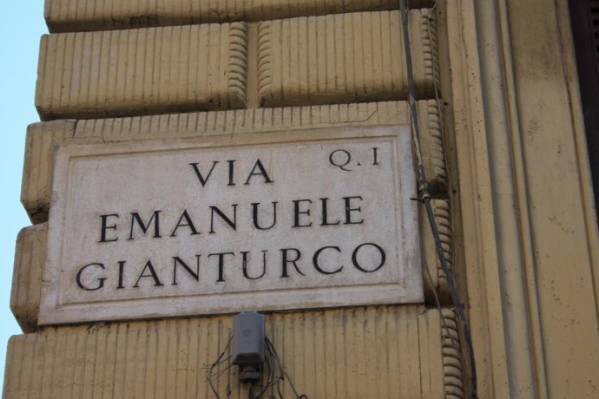 VIA Q. I
EMANUELE
GIANTURCO